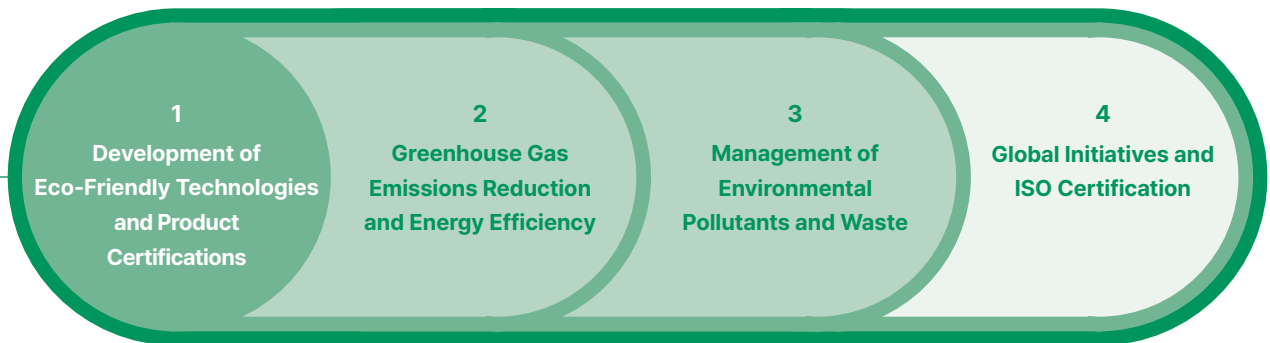 1
Development of
Eco-Friendly Technologies
and Product
Certifications
2
Greenhouse Gas
Emissions Reduction
and Energy Efficiency
3
Management of
Environmental
Pollutants and Waste
4
Global Initiatives and
ISO Certification